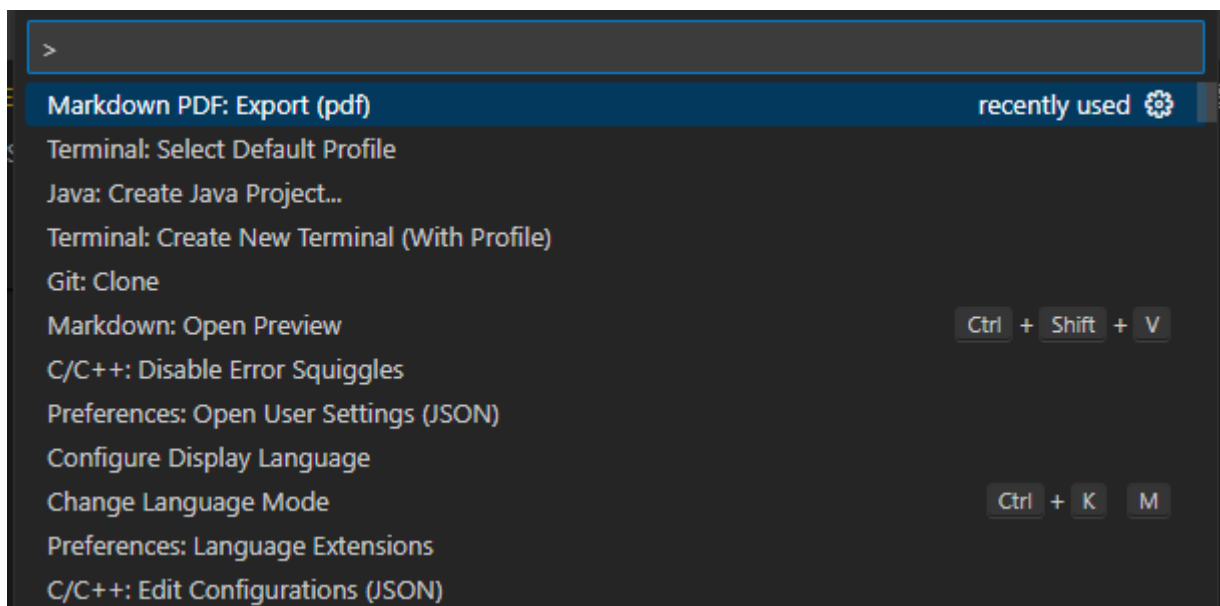 >
Markdown PDF: Export (pdf) recently used
Terminal: Select Default Profile
Java: Create Java Project...
Terminal: Create New Terminal (With Profile)
Git: Clone
Markdown: Open Preview Ctrl + Shift + V
C/C++: Disable Error Squiggles
Preferences: Open User Settings (JSON)
Configure Display Language
Change Language Mode Ctrl + K M
Preferences: Language Extensions
C/C++: Edit Configurations (JSON)